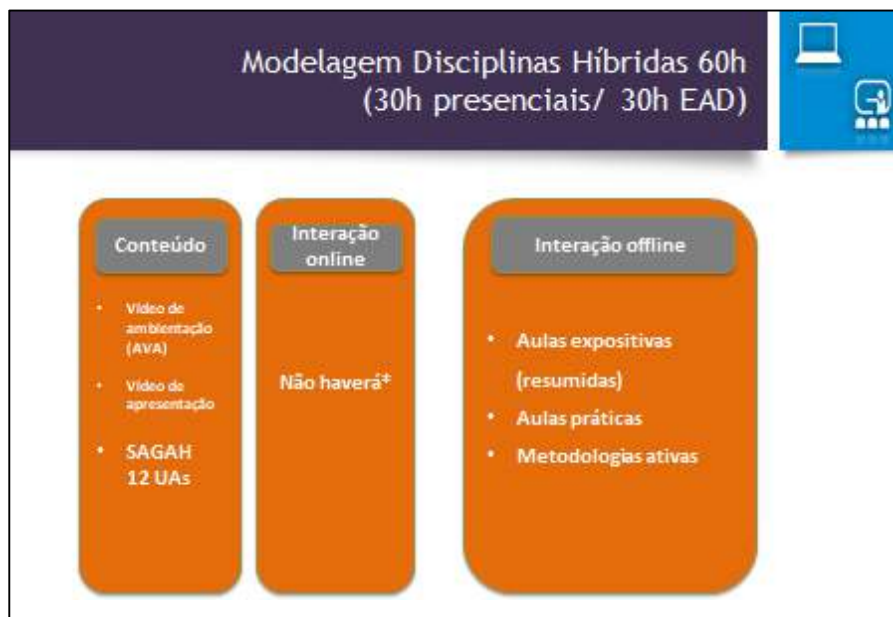 Modelagem Disciplinas Híbridas 60h
(30h presenciais/ 30h EAD)
Conteúdo
• Vídeo de
ambientação
(AVA)
• Vídeo de
apresentação
• SAGAH
12 UAs
Interação
online
Não haverá*
Interação offline
• Aulas expositivas
(resumidas)
• Aulas práticas
• Metodologias ativas